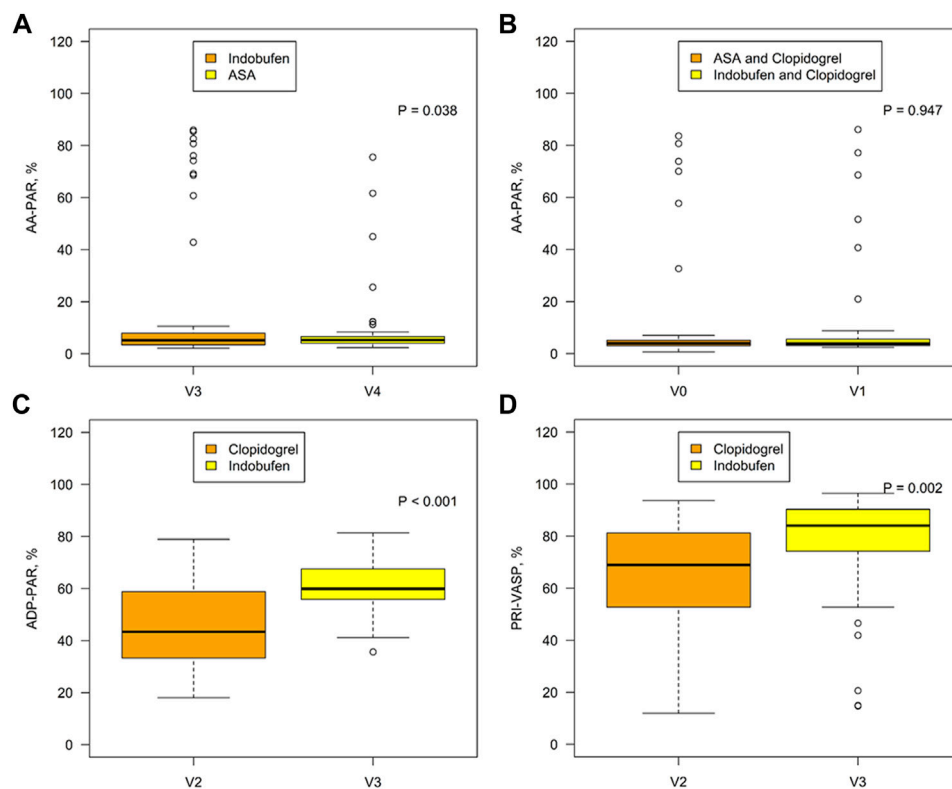 A
AA-PAR, %
120
100
80
60
40
20
0
Indobufen
ASA
P = 0.038
V3 V4
B
AA-PAR, %
120
100
80
60
40
20
0
ASA and Clopidogrel
Indobufen and Clopidogrel
P = 0.947
V0 V1
C
ADP-PAR, %
120
100
80
60
40
20
0
Clopidogrel
Indobufen
P < 0.001
V2 V3
D
PRI-VASP, %
120
100
80
60
40
20
0
Clopidogrel
Indobufen
P = 0.002
V2 V3